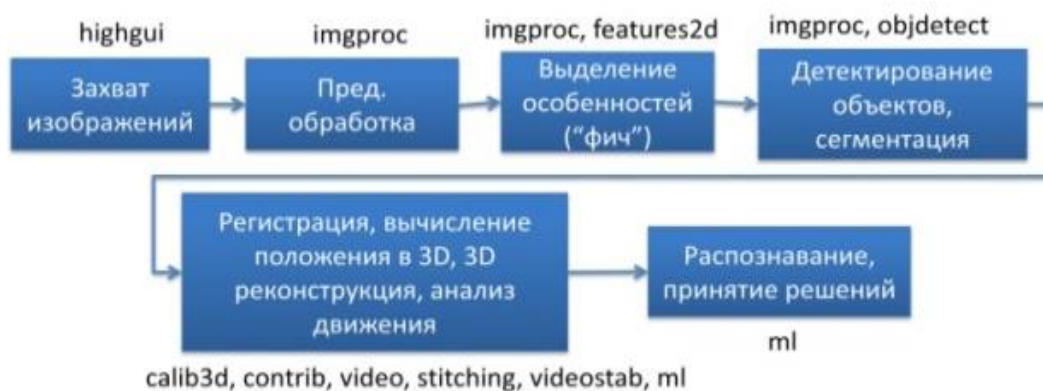 highgui
imgproc
imgproc, features2d
imgproc, objdetect
Захват
изображений
Пред.
обработка
Выделение
особенностей
(“фич”)
Детектирование
объектов,
сегментация
Регистрация, вычисление
положения в 3D, 3D
реконструкция, анализ
движения
Распознавание,
принятие решений
calib3d, contrib, video, stitching, videostab, ml
ml